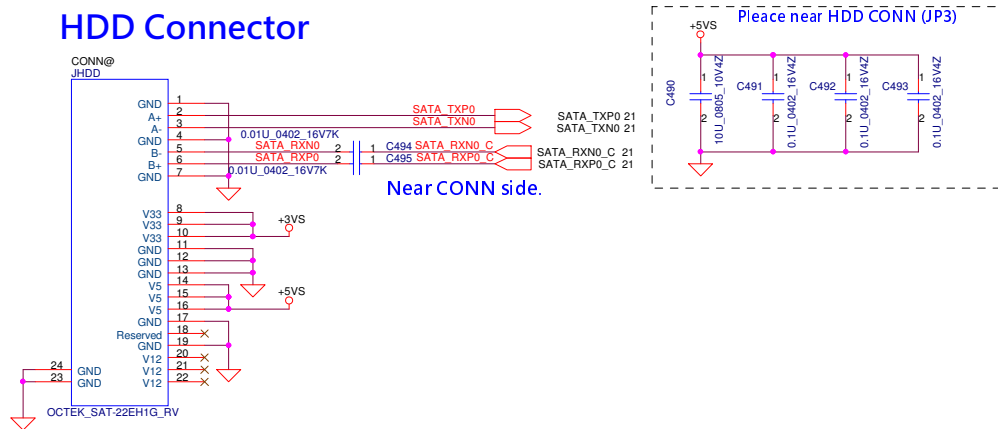 HDD Connector
Pleace near HDD CONN (JP3)
+5VS
CONN@
JHDD
GND 1
A+ 2 SATA_TXP0 SATA_TXP0 21
A- 3 SATA_TXN0 SATA_TXN0 21
GND 4 0.01U_0402_16V7K
B- 5 SATA_RXN0 2 1 C494 SATA_RXN0_C SATA_RXN0_C 21
B+ 6 SATA_RXP0 2 1 C495 SATA_RXP0_C SATA_RXP0_C 21
GND 7 0.01U_0402_16V7K
Near CONN side.
C490 1 2 10U_0805_10V4Z
C491 1 2 0.1U_0402_16V4Z
C492 1 2 0.1U_0402_16V4Z
C493 1 2 0.1U_0402_16V4Z
V33 8
V33 9 +3VS
V33 10
GND 11
GND 12
GND 13
V5 14
V5 15 +5VS
V5 16
GND 17
Reserved 18
GND 19
V12 20
V12 21
V12 22
24 GND
23 GND
OCTEK_SAT-22EH1G_RV